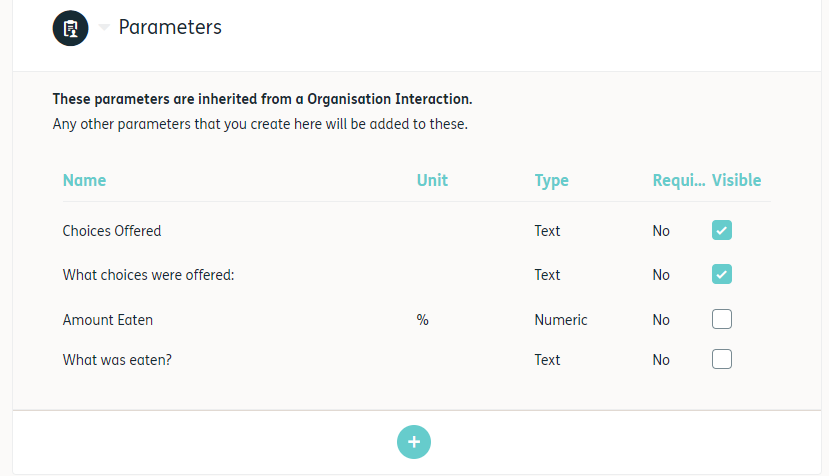 Parameters
These parameters are inherited from a Organisation Interaction.
Any other parameters that you create here will be added to these.
Name Unit Type Requi... Visible
Choices Offered Text No
What choices were offered: Text No
Amount Eaten % Numeric No
What was eaten? Text No
+